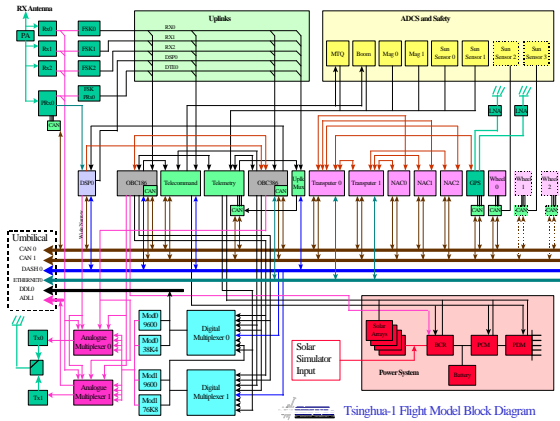 RX Antenna
PA
Rx0
Rx1
Rx2
PRx0
CAN
FSK0
FSK1
FSK2
FSK
PRx0
Uplinks
RX0
RX1
RX2
DSP0
DTE0
ADCS and Safety
MTQ
Boom
Mag 0
Mag 1
Sun
Sensor 0
Sun
Sensor 1
Sun
Sensor 2
Sun
Sensor 3
LNA
LNA
DSP0
OBC186
CAN
Telecommand
Telemetry
CAN
OBC386
CAN
Uplk
Mux
Transputer 0
Transputer 1
NAC0
NAC1
NAC2
GPS
CAN
Wheel
0
CAN
Wheel
1
CAN
Wheel
2
CAN
Umbilical
CAN 0
CAN 1
DASH 0
ETHERNET0
DDL0
ADL1
Tx0
Tx1
Analogue
Multiplexer 0
Analogue
Multiplexer 1
Mod0
9600
Mod0
38K4
Mod1
9600
Mod1
76K8
Digital
Multiplexer 0
Digital
Multiplexer 1
Solar
Simulator
Input
Solar
Arrays
BCR
PCM
PDM
Battery
Power System
Tsinghua-1 Flight Model Block Diagram